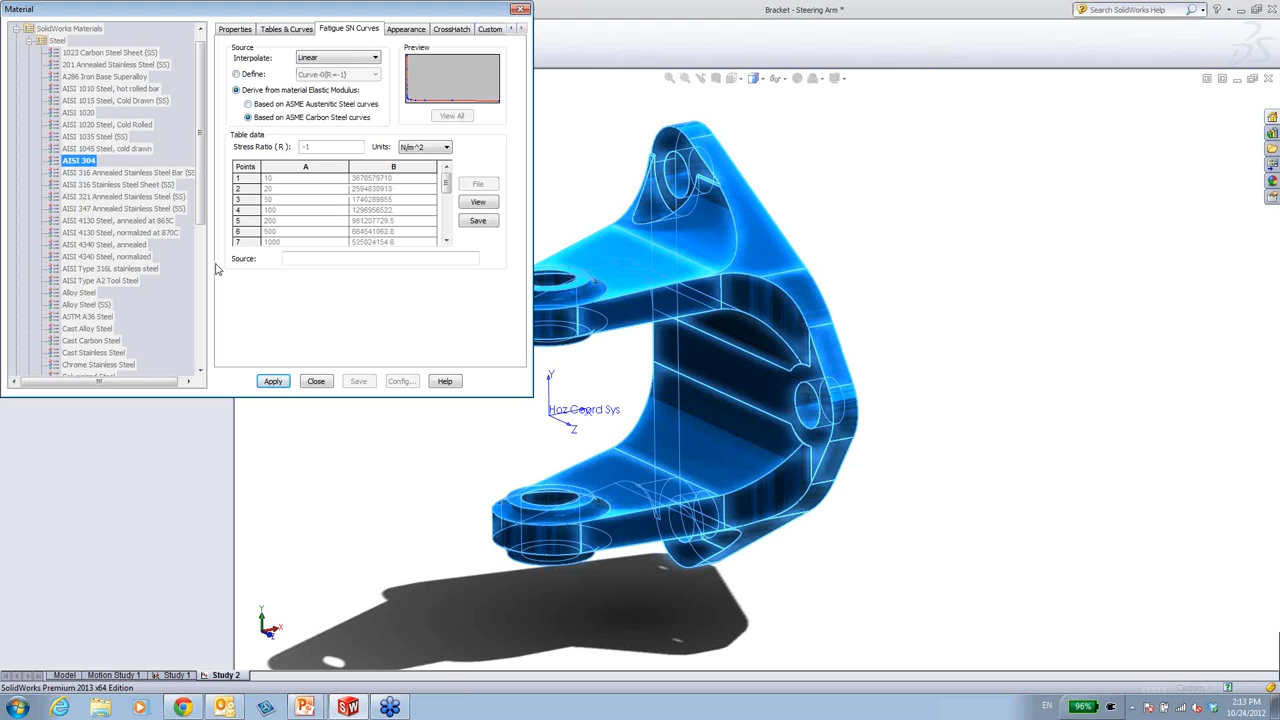 Material
Bracket - Steering Arm *
Search SolidWorks Help
SolidWorks Materials
Steel
1023 Carbon Steel Sheet (SS)
201 Annealed Stainless Steel (SS)
A286 Iron Base Superalloy
AISI 1010 Steel, hot rolled bar
AISI 1015 Steel, Cold Drawn (SS)
AISI 1020
AISI 1020 Steel, Cold Rolled
AISI 1035 Steel (SS)
AISI 1045 Steel, cold drawn
AISI 304
AISI 316 Annealed Stainless Steel Bar (SS
AISI 316 Stainless Steel Sheet (SS)
AISI 321 Annealed Stainless Steel (SS)
AISI 347 Annealed Stainless Steel (SS)
AISI 4130 Steel, annealed at 865C
AISI 4130 Steel, normalized at 870C
AISI 4340 Steel, annealed
AISI 4340 Steel, normalized
AISI Type 316L stainless steel
AISI Type A2 Tool Steel
Alloy Steel
Alloy Steel (SS)
ASTM A36 Steel
Cast Alloy Steel
Cast Carbon Steel
Cast Stainless Steel
Chrome Stainless Steel
Properties Tables & Curves Fatigue SN Curves Appearance CrossHatch Custom
Source
Interpolate: Linear
Define: Curve-0(R=-1)
Derive from material Elastic Modulus:
Based on ASME Austenitic Steel curves
Based on ASME Carbon Steel curves
Preview
View All
Table data
Stress Ratio ( R ): -1 Units: N/m^2
Points A B
1 10 3670579710
2 20 2594830913
3 50 1740289855
4 100 1296956522
5 200 961207729.5
6 500 664541062.8
7 1000 525024154.8
File
View
Save
Source:
Apply Close Save Config... Help
Y
Hoz Coord Sys
X
Z
Y
X
Z
Model Motion Study 1 Study 1 Study 2
SolidWorks Premium 2013 x64 Edition
Custom
96%
EN
2:13 PM
10/24/2012